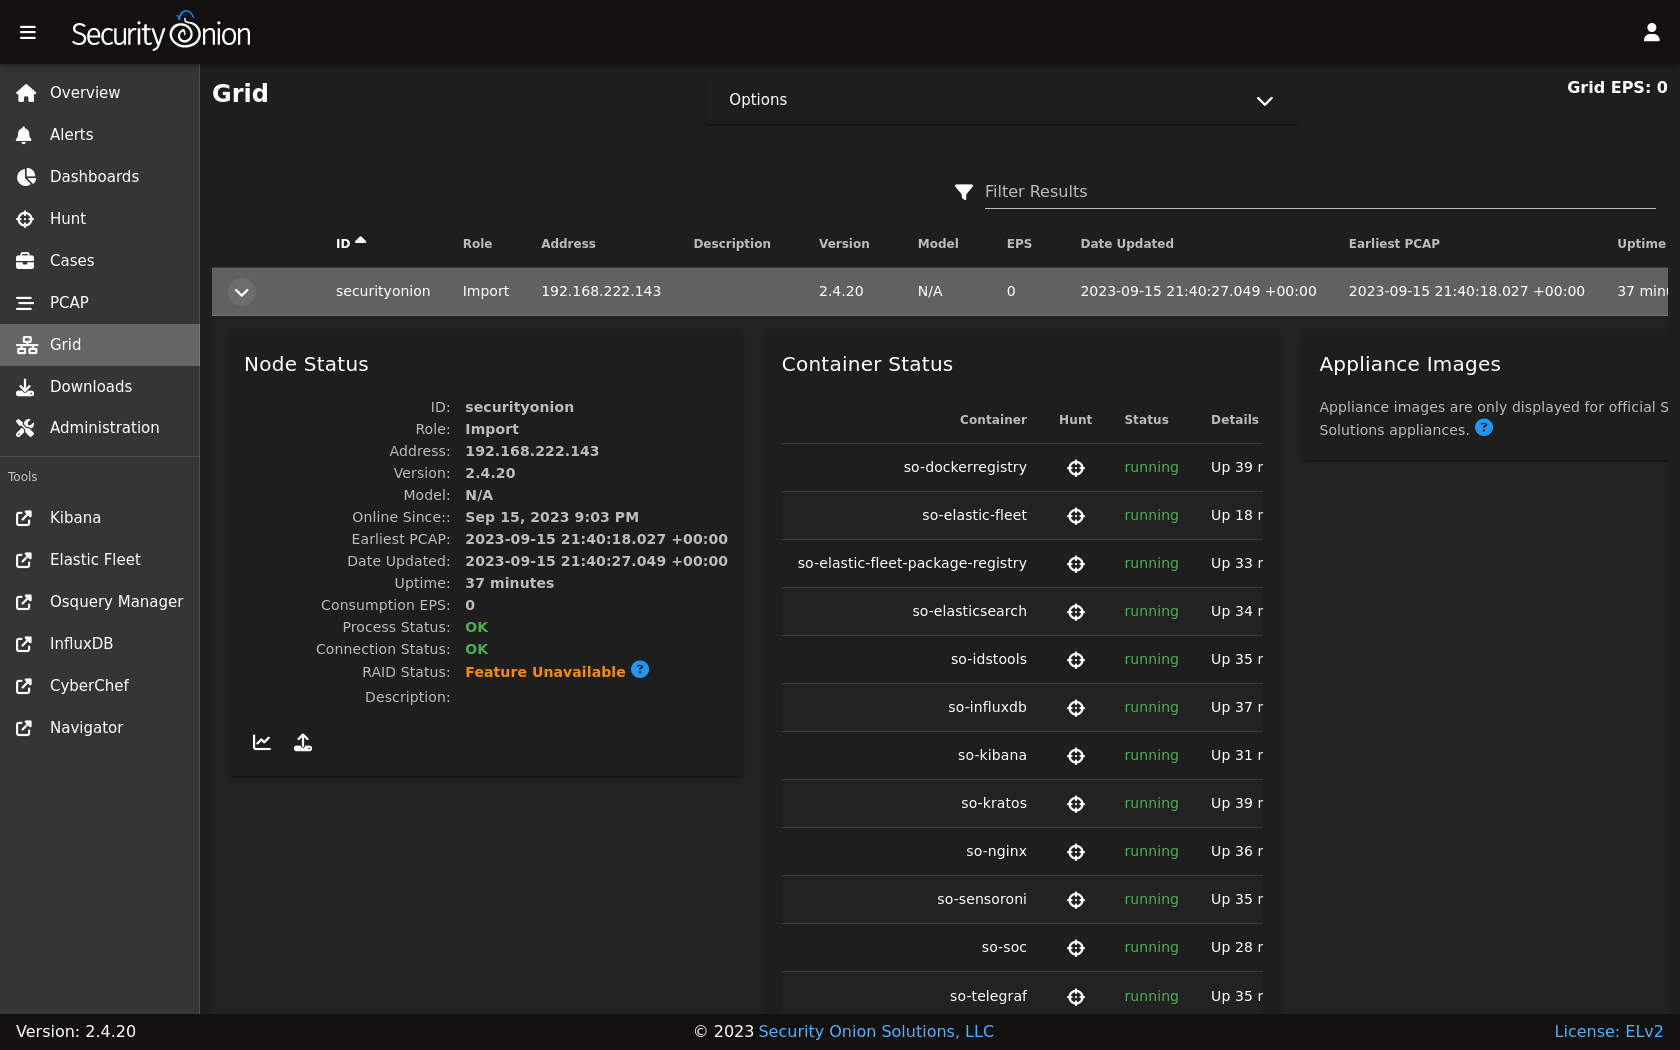 Security Onion
Overview
Alerts
Dashboards
Hunt
Cases
PCAP
Grid
Downloads
Administration
Tools
Kibana
Elastic Fleet
Osquery Manager
InfluxDB
CyberChef
Navigator
Grid
Options
Grid EPS: 0
Filter Results
ID Role Address Description Version Model EPS Date Updated Earliest PCAP Uptime
securityonion Import 192.168.222.143 2.4.20 N/A 0 2023-09-15 21:40:27.049 +00:00 2023-09-15 21:40:18.027 +00:00 37 minu
Node Status
ID: securityonion
Role: Import
Address: 192.168.222.143
Version: 2.4.20
Model: N/A
Online Since:: Sep 15, 2023 9:03 PM
Earliest PCAP: 2023-09-15 21:40:18.027 +00:00
Date Updated: 2023-09-15 21:40:27.049 +00:00
Uptime: 37 minutes
Consumption EPS: 0
Process Status: OK
Connection Status: OK
RAID Status: Feature Unavailable ?
Description:
Container Status
Container Hunt Status Details
so-dockerregistry running Up 39
so-elastic-fleet running Up 18
so-elastic-fleet-package-registry running Up 33
so-elasticsearch running Up 34
so-idstools running Up 35
so-influxdb running Up 37
so-kibana running Up 31
so-kratos running Up 39
so-nginx running Up 36
so-sensoroni running Up 35
so-soc running Up 28
so-telegraf running Up 35
Appliance Images
Appliance images are only displayed for official S
Solutions appliances. ?
Version: 2.4.20
© 2023 Security Onion Solutions, LLC
License: ELv2